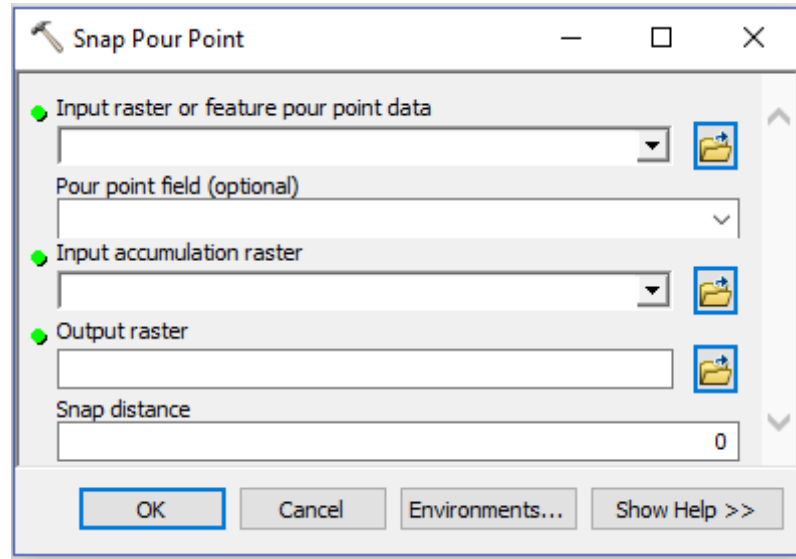 Snap Pour Point
Input raster or feature pour point data
Pour point field (optional)
Input accumulation raster
Output raster
Snap distance
0
OK Cancel Environments... Show Help >>